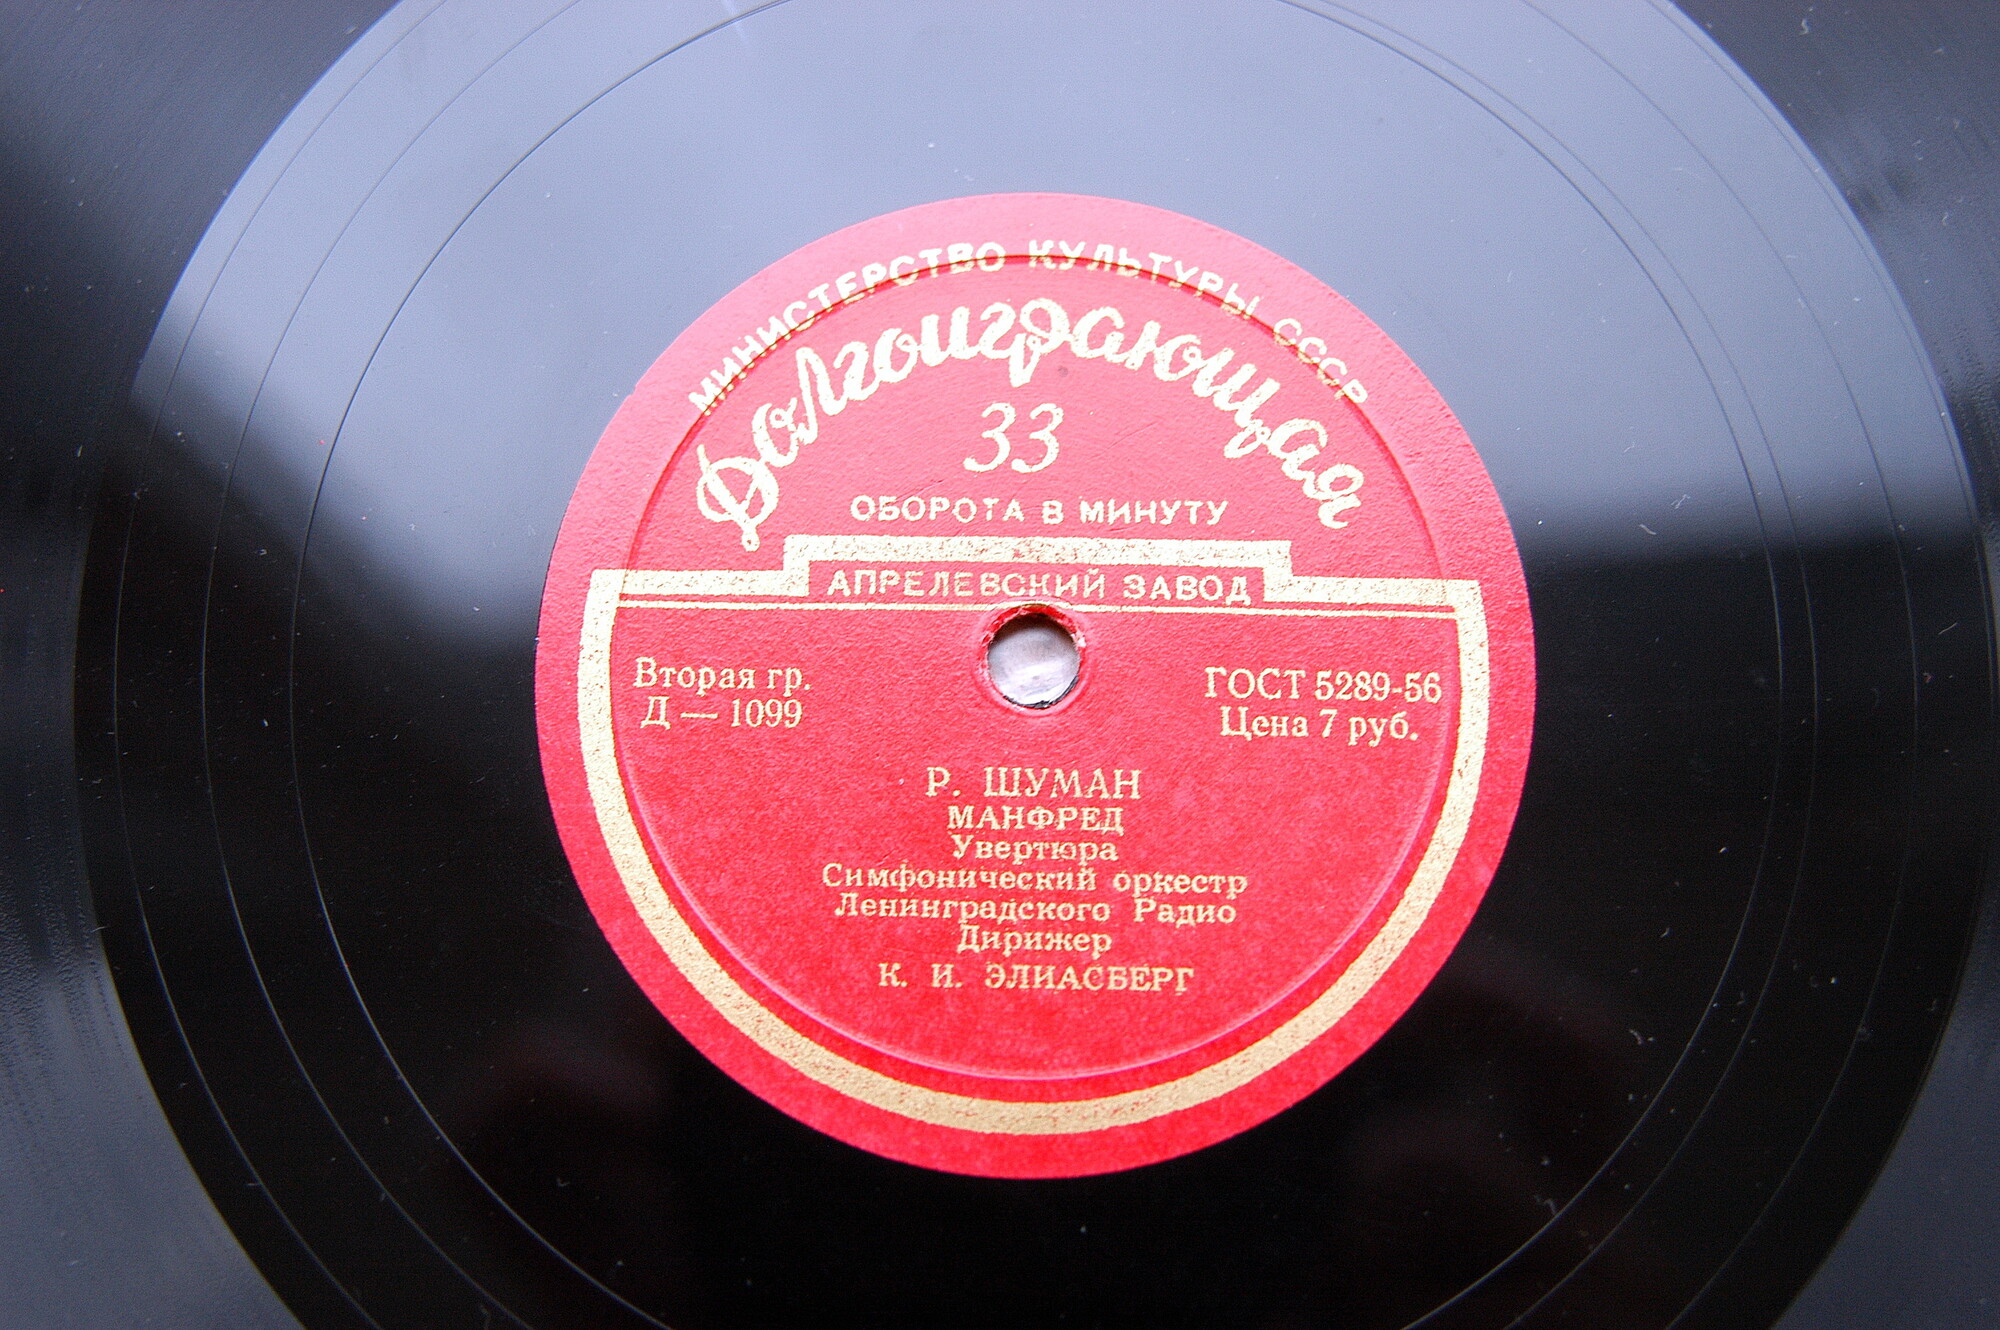 МИНИСТЕРСТВО КУЛЬТУРЫ СССР
Долгоиграющая
33
ОБОРОТА В МИНУТУ
АПРЕЛЕВСКИЙ ЗАВОД
Вторая гр.
Д — 1099
ГОСТ 5289-56
Цена 7 руб.
Р. ШУМАН
МАНФРЕД
Увертюра
Симфонический оркестр
Ленинградского Радио
Дирижер
К. И. ЭЛИАСБЕРГ